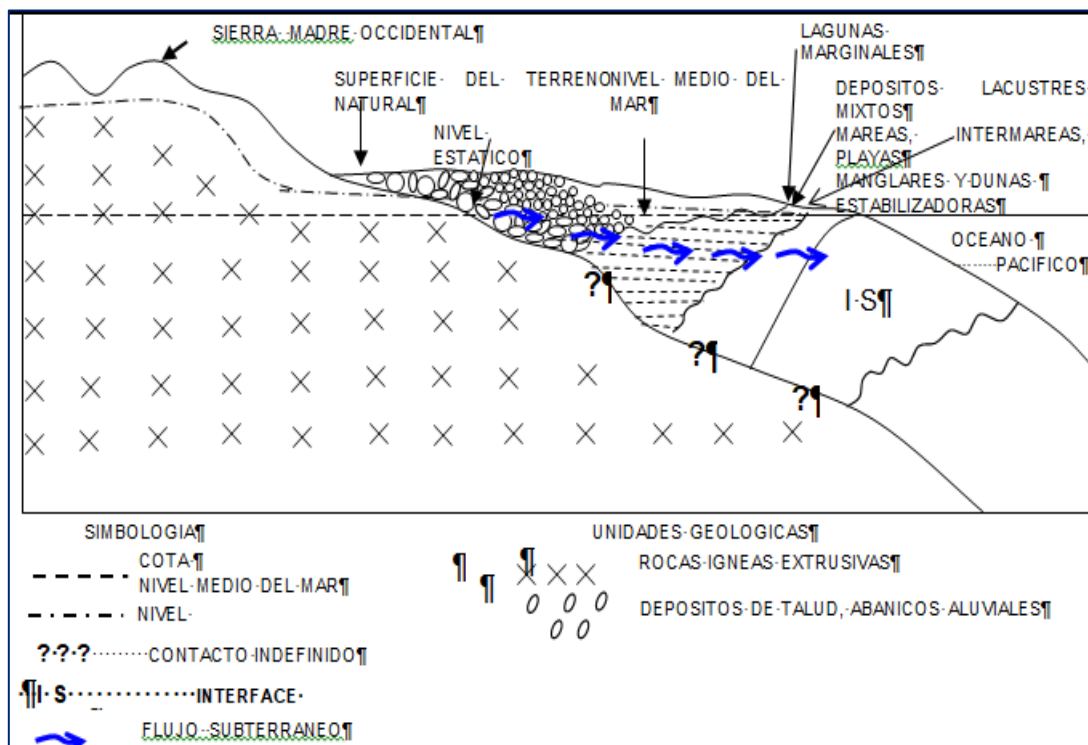 SIERRA MADRE OCCIDENTAL¶
LAGUNAS
MARGINALES¶
SUPERFICIE DEL TERRENO
NATURAL¶
NIVEL MEDIO DEL
MAR¶
DEPOSITOS LACUSTRES
MIXTOS¶
MAREAS, INTERMAREAS,
PLAYAS¶
MANGLARES Y DUNAS ¶
ESTABILIZADORAS¶
NIVEL
ESTATICO¶
OCEANO ¶
PACIFICO¶
I·S¶
?¶
?¶
?¶
SIMBOLOGIA¶
COTA ¶
NIVEL·MEDIO·DEL·MAR¶
NIVEL·
?·?·? CONTACTO INDEFINIDO¶
¶I·S INTERFACE·
FLUJO SUBTERRANEO¶
UNIDADES·GEOLOGICAS¶
¶ ¶ ¶
ROCAS·IGNEAS·EXTRUSIVAS¶
DEPOSITOS·DE·TALUD,·ABANICOS·ALUVIALES¶